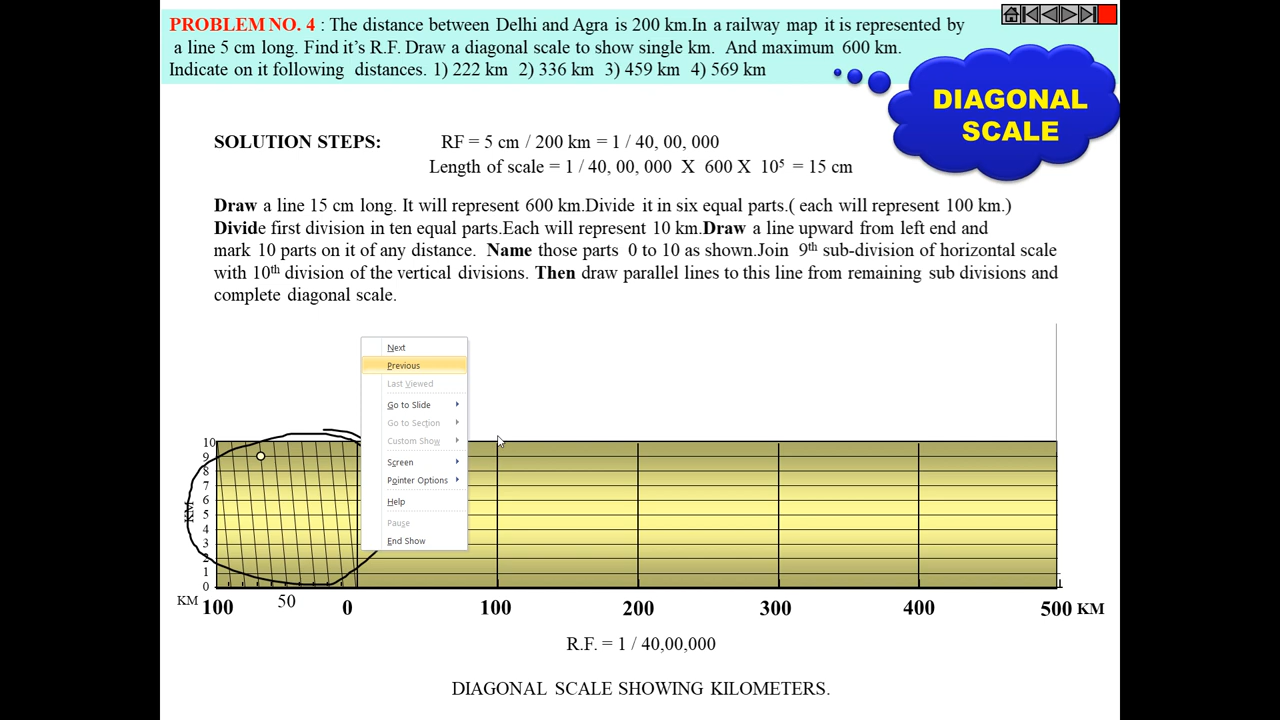 PROBLEM NO. 4 : The distance between Delhi and Agra is 200 km.In a railway map it is represented by
a line 5 cm long. Find it’s R.F. Draw a diagonal scale to show single km. And maximum 600 km.
Indicate on it following distances. 1) 222 km 2) 336 km 3) 459 km 4) 569 km
DIAGONAL
SCALE
SOLUTION STEPS: RF = 5 cm / 200 km = 1 / 40, 00, 000
Length of scale = 1 / 40, 00, 000 X 600 X 10⁵ = 15 cm
Draw a line 15 cm long. It will represent 600 km.Divide it in six equal parts.( each will represent 100 km.)
Divide first division in ten equal parts.Each will represent 10 km.Draw a line upward from left end and
mark 10 parts on it of any distance. Name those parts 0 to 10 as shown.Join 9th sub-division of horizontal scale
with 10th division of the vertical divisions. Then draw parallel lines to this line from remaining sub divisions and
complete diagonal scale.
Next
Previous
Last Viewed
Go to Slide
Go to Section
Custom Show
Screen
Pointer Options
Help
Pause
End Show
10
9
8
7
6
5
4
3
2
1
0
KM
KM 100 50 0 100 200 300 400 500 KM
R.F. = 1 / 40,00,000
DIAGONAL SCALE SHOWING KILOMETERS.